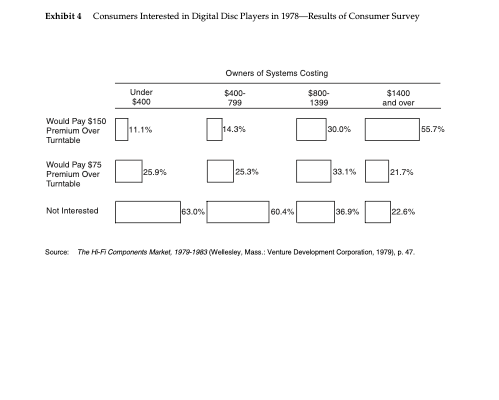 Exhibit 4 Consumers Interested in Digital Disc Players in 1978—Results of Consumer Survey
Owners of Systems Costing
Under $400 $400-799 $800-1399 $1400 and over
Would Pay $150 Premium Over Turntable 11.1% 14.3% 30.0% 55.7%
Would Pay $75 Premium Over Turntable 25.9% 25.3% 33.1% 21.7%
Not Interested 63.0% 60.4% 36.9% 22.6%
Source: The Hi-Fi Components Market, 1979-1983 (Wellesley, Mass.: Venture Development Corporation, 1979), p. 47.